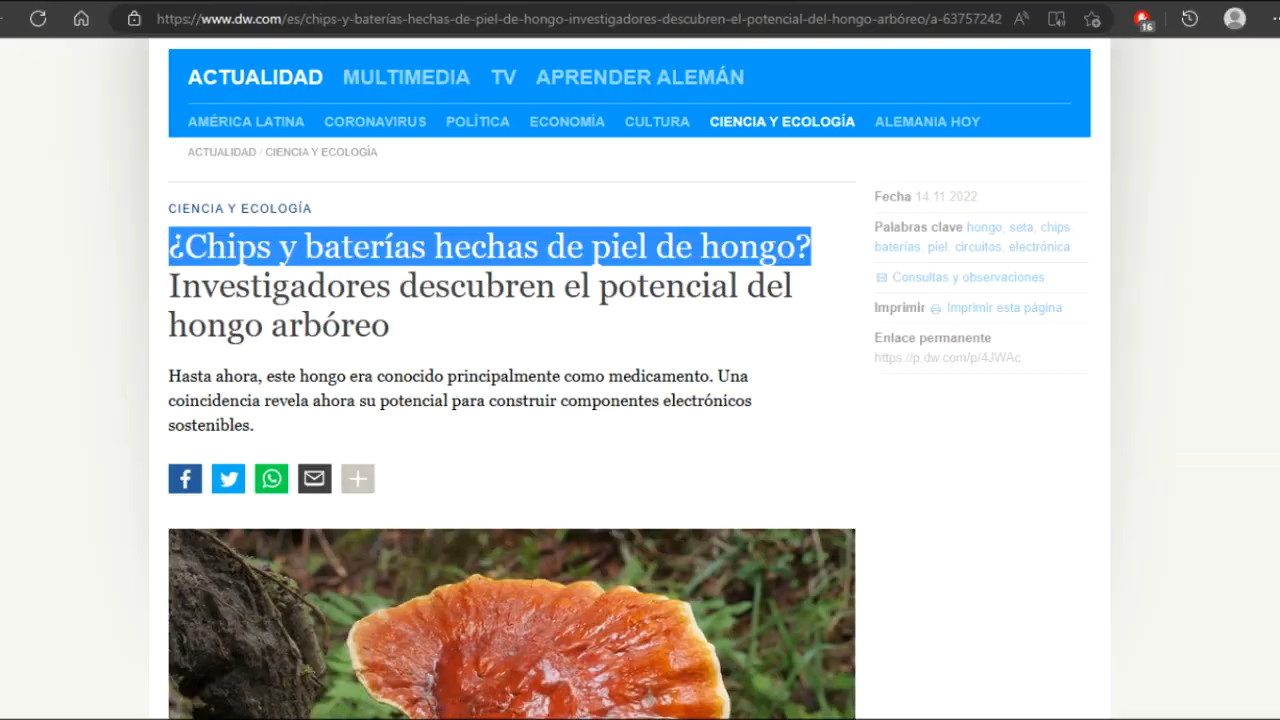 https://www.dw.com/es/chips-y-baterías-hechas-de-piel-de-hongo-investigadores-descubren-el-potencial-del-hongo-arbóreo/a-63757242
16
ACTUALIDAD MULTIMEDIA TV APRENDER ALEMÁN
AMÉRICA LATINA CORONAVIRUS POLÍTICA ECONOMÍA CULTURA CIENCIA Y ECOLOGÍA ALEMANIA HOY
ACTUALIDAD / CIENCIA Y ECOLOGÍA
CIENCIA Y ECOLOGÍA
¿Chips y baterías hechas de piel de hongo?
Investigadores descubren el potencial del
hongo arbóreo
Hasta ahora, este hongo era conocido principalmente como medicamento. Una
coincidencia revela ahora su potencial para construir componentes electrónicos
sostenibles.
Fecha 14.11.2022
Palabras clave hongo, seta, chips,
baterías, piel, circuitos, electrónica
Consultas y observaciones
Imprimir Imprimir esta página
Enlace permanente
https://p.dw.com/p/4JWAc